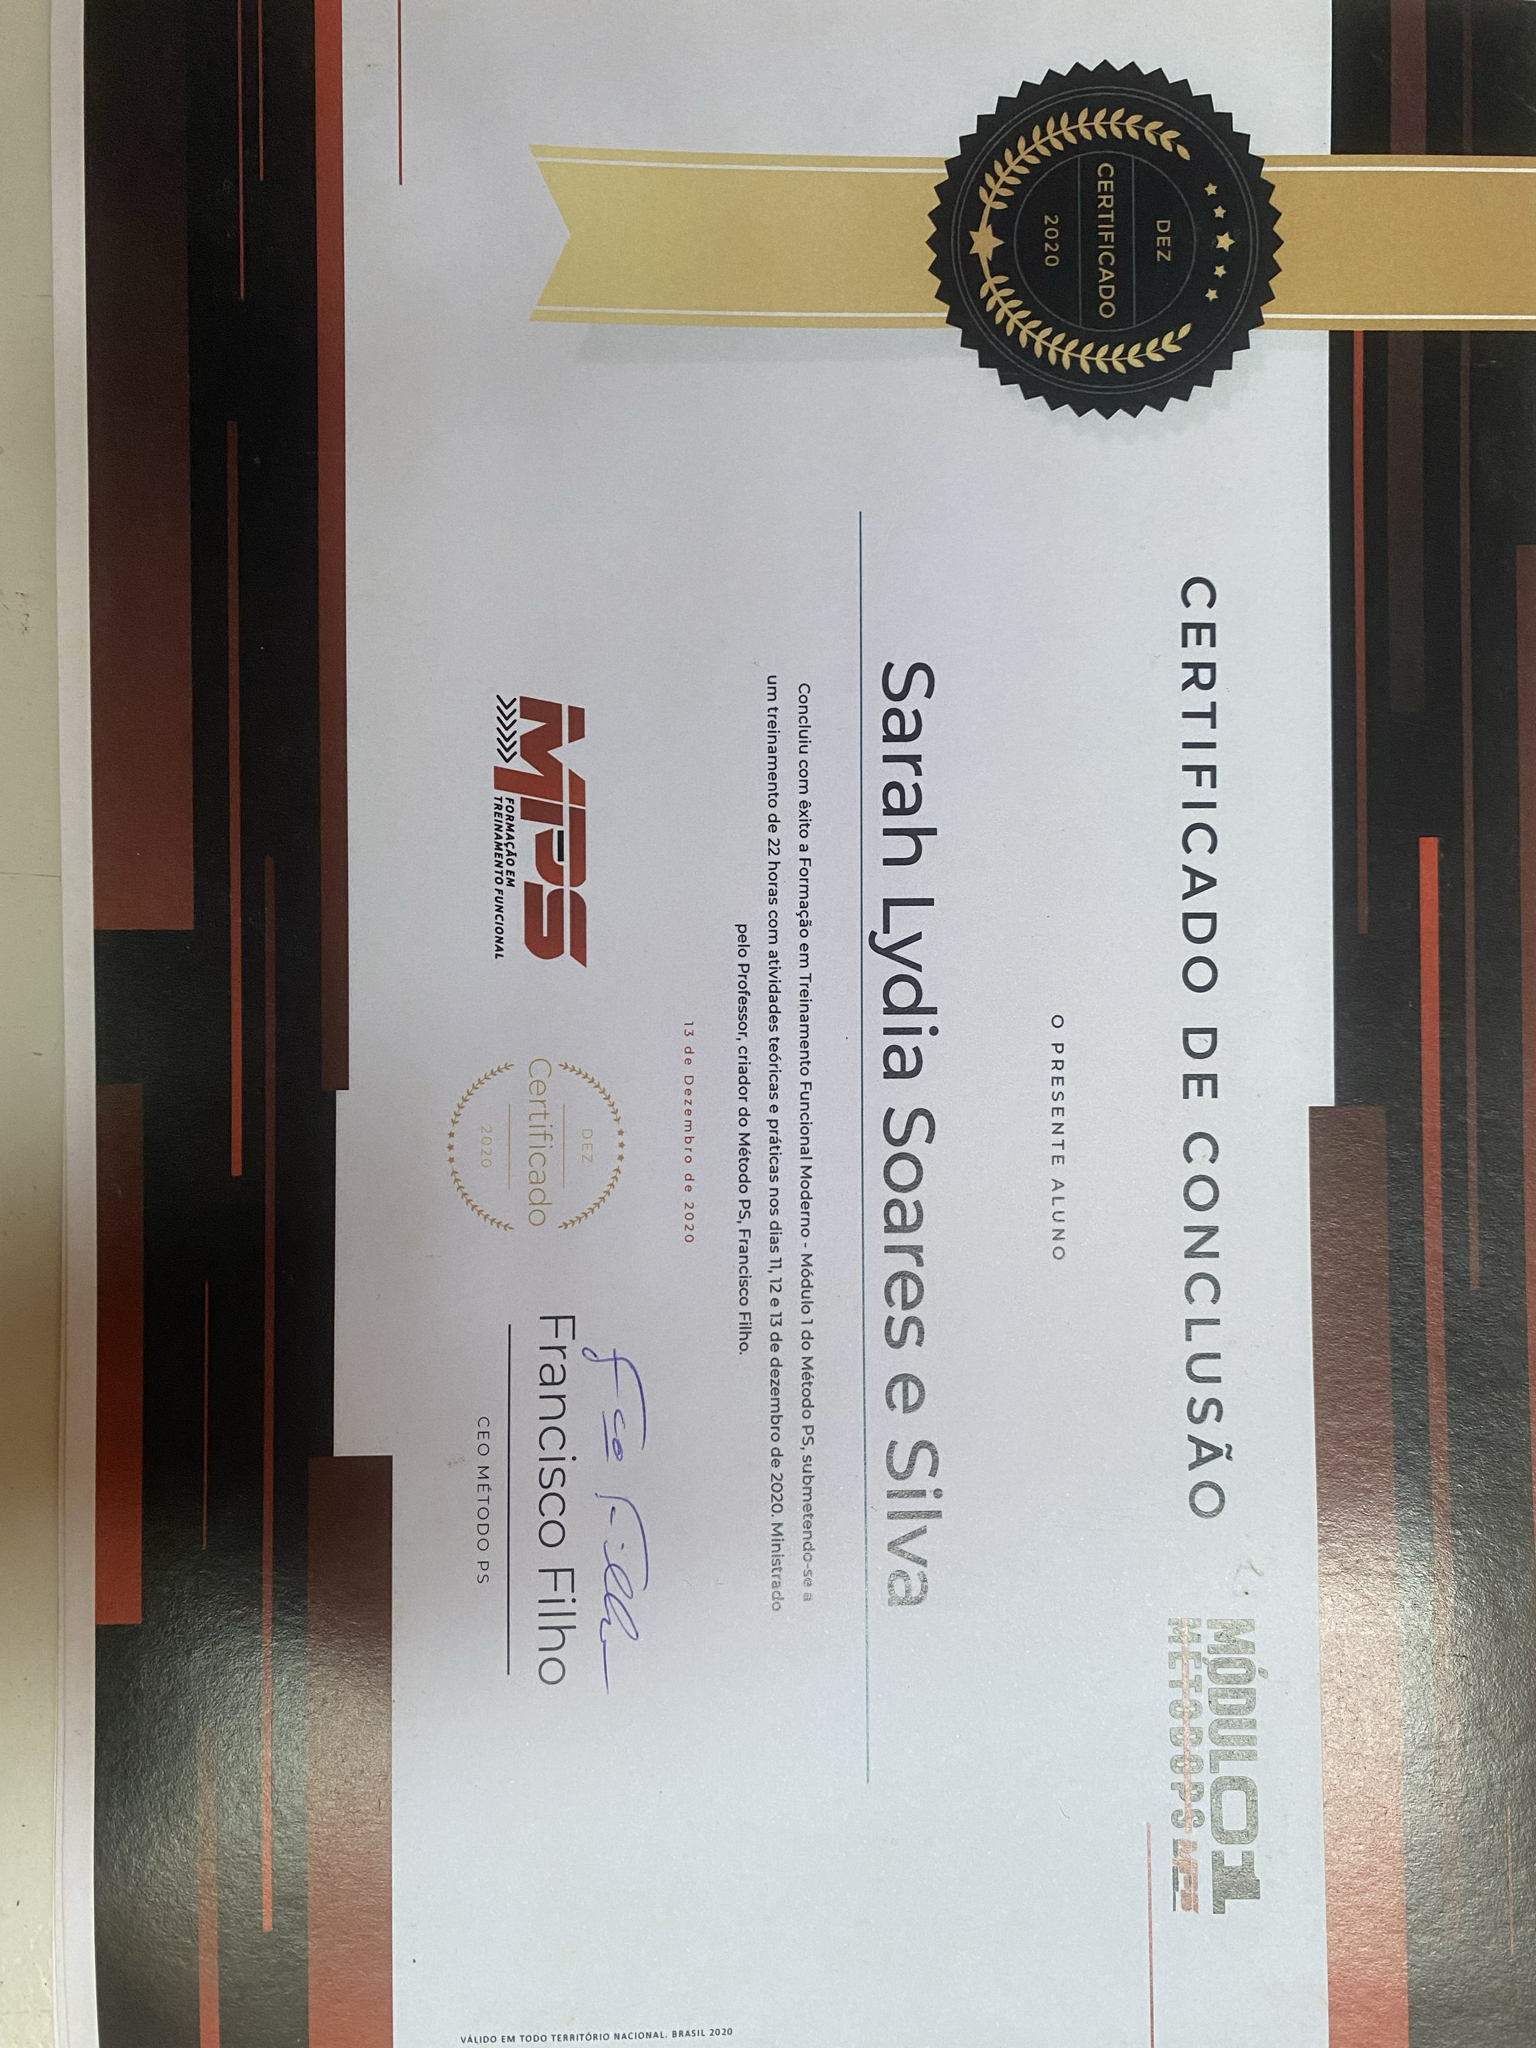 DEZ
CERTIFICADO
2020
CERTIFICADO DE CONCLUSÃO
MÓDULO1
MÉTODOPS MPS
O PRESENTE ALUNO
Sarah Lydia Soares e Silva
Concluiu com êxito a Formação em Treinamento Funcional Moderno - Módulo 1 do Método PS, submetendo-se a
um treinamento de 22 horas com atividades teóricas e práticas nos dias 11, 12 e 13 de dezembro de 2020. Ministrado
pelo Professor, criador do Método PS, Francisco Filho.
13 de Dezembro de 2020
MPS
FORMAÇÃO EM
TREINAMENTO FUNCIONAL
DEZ
Certificado
2020
Fco Filho
Francisco Filho
CEO MÉTODO PS
VÁLIDO EM TODO TERRITÓRIO NACIONAL. BRASIL 2020